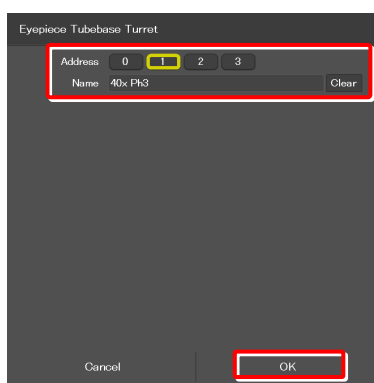 Eyepiece Tubebase Turret
Address 0 1 2 3
Name 40x Ph3 Clear
Cancel OK